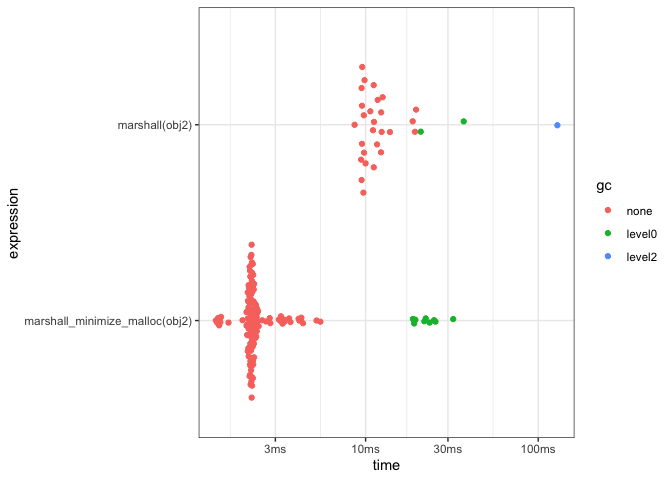 expression
marshall(obj2)
marshall_minimize_malloc(obj2)
3ms
10ms
30ms
100ms
time
gc
none
level0
level2